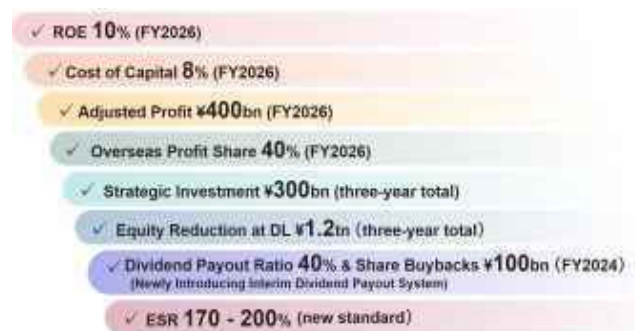 ✓ ROE 10% (FY2026)
✓ Cost of Capital 8% (FY2026)
✓ Adjusted Profit ¥400bn (FY2026)
✓ Overseas Profit Share 40% (FY2026)
✓ Strategic Investment ¥300bn (three-year total)
✓ Equity Reduction at DL ¥1.2tn (three-year total)
✓ Dividend Payout Ratio 40% & Share Buybacks ¥100bn (FY2024)
(Newly Introducing Interim Dividend Payout System)
✓ ESR 170 - 200% (new standard)